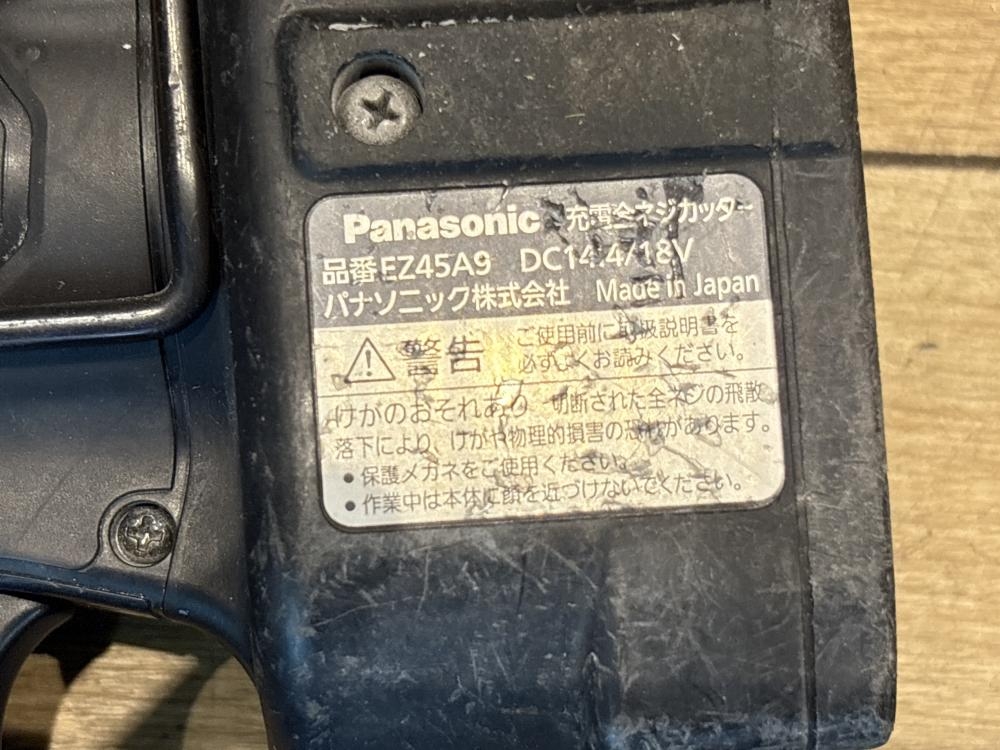 Panasonic 充電全ネジカッター
品番EZ45A9 DC14.4/18V
パナソニック株式会社 Made in Japan
警告 ご使用前に取扱説明書を
必ずよくお読みください。
けがのおそれあり 切断された全ネジの飛散
落下により、けがや物理的損害の恐れがあります。
●保護メガネをご使用ください。
●作業中は本体に顔を近づけないでください。